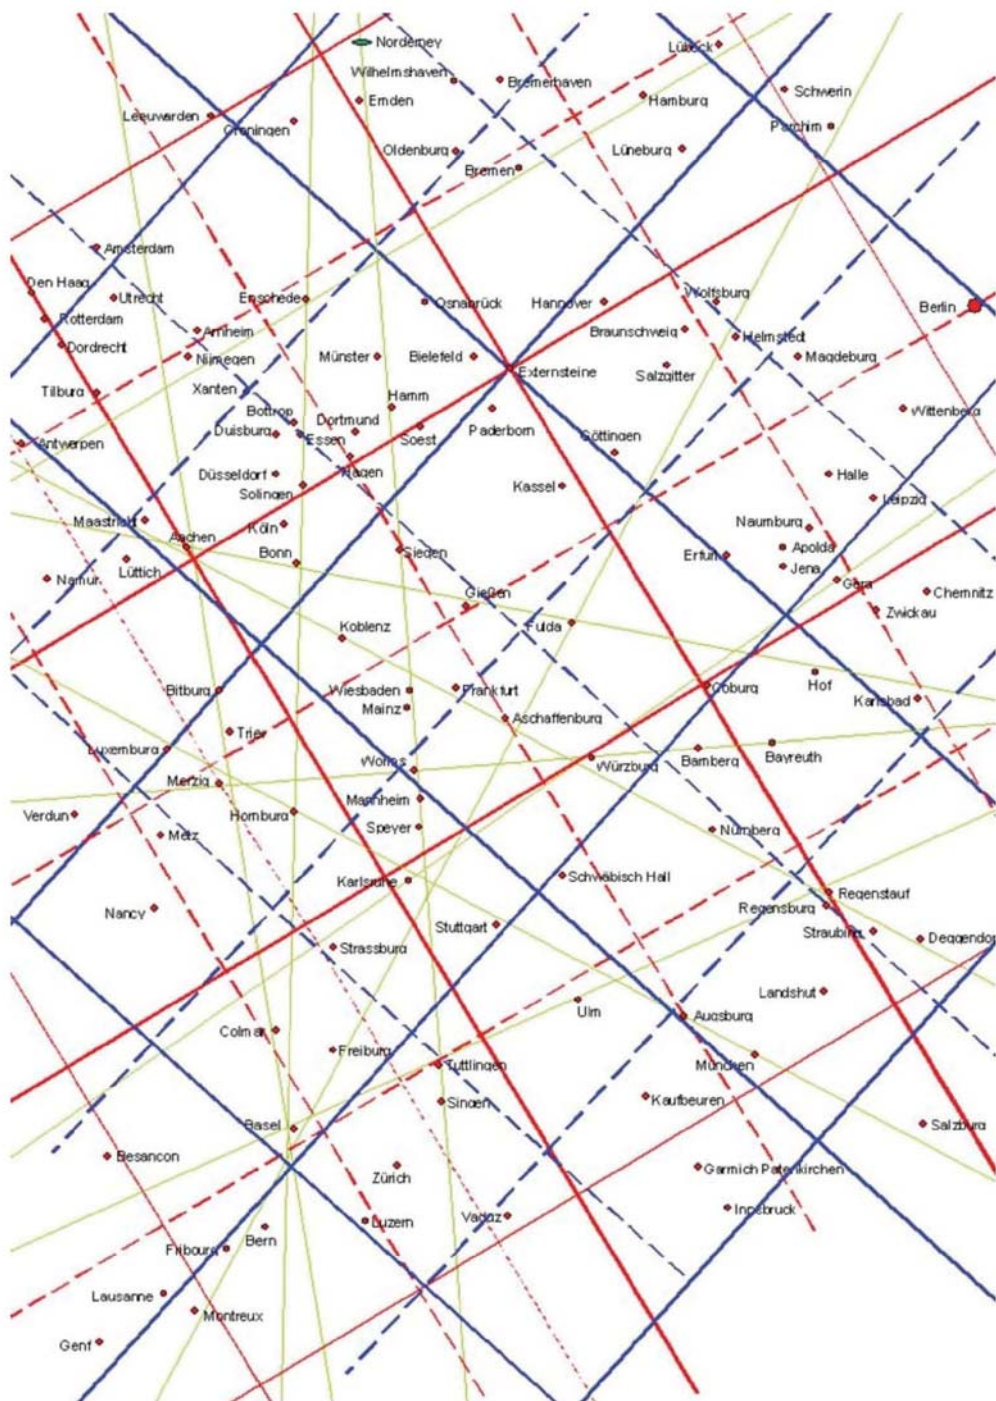 Norderney
Lübeck
Wilhelmshaven
Bremerhaven
Schwerin
Emden
Hamburg
Leeuwarden
Groningen
Parchim
Oldenburg
Lüneburg
Bremen
Amsterdam
Den Haag
Utrecht
Enschede
Osnabrück
Hannover
Wolfsburg
Berlin
Rotterdam
Arnheim
Braunschweig
Helmstedt
Dordrecht
Nijmegen
Münster
Bielefeld
Magdeburg
Externsteine
Salzgitter
Tilburg
Xanten
Hamm
Bottrop
Dortmund
Paderborn
Wittenberg
Duisburg
Essen
Soest
Göttingen
Antwerpen
Düsseldorf
Hagen
Halle
Solingen
Kassel
Leipzig
Maastricht
Köln
Naumburg
Aachen
Bonn
Siegen
Erfurt
Apolda
Lüttich
Jena
Namur
Gera
Gießen
Chemnitz
Zwickau
Koblenz
Fulda
Bitburg
Wiesbaden
Frankfurt
Coburg
Hof
Mainz
Karlsbad
Aschaffenburg
Trier
Luxemburg
Worms
Würzburg
Bamberg
Bayreuth
Merzig
Mannheim
Verdun
Homburg
Speyer
Nürnberg
Metz
Karlsruhe
Schwäbisch Hall
Regenstauf
Nancy
Regensburg
Stuttgart
Straubing
Deggendor
Strassburg
Landshut
Ulm
Augsburg
Colmar
Freiburg
Tuttlingen
München
Singen
Kaufbeuren
Basel
Salzburg
Besancon
Zürich
Garmich Patenkirchen
Luzern
Vaduz
Innsbruck
Bern
Fribourg
Lausanne
Montreux
Genf